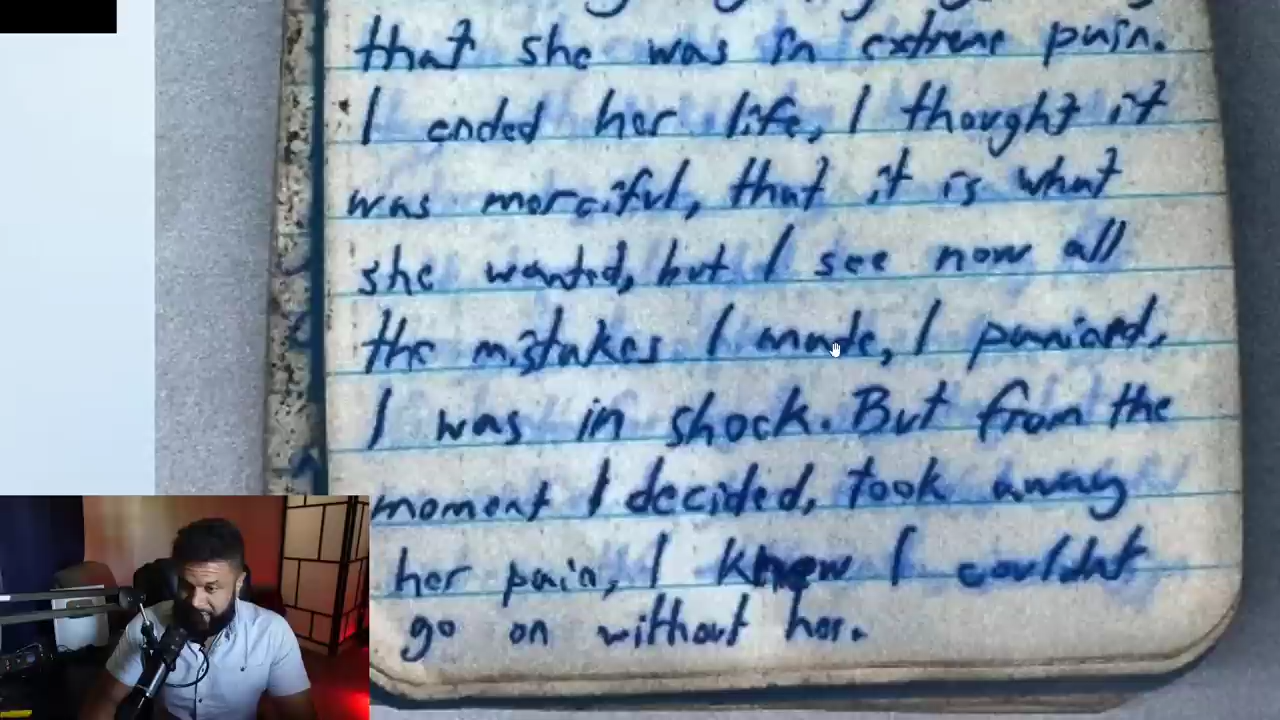 that she was in extreme pain.
I ended her life, I thought it
was merciful, that it is what
she wanted, but I see now all
the mistakes I made, I paniced,
I was in shock. But from the
moment I decided, took away
her pain, I knew I couldnt
go on without her.